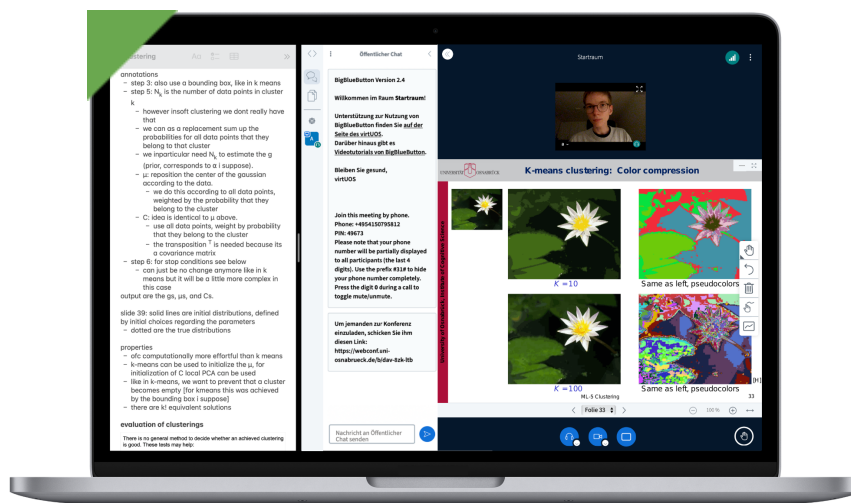 ustering
Aa
annotations
– step 3: also use a bounding box, like in k means
– step 5: Nk is the number of data points in cluster
k
– however insoft clustering we dont really have
that
– we can as a replacement sum up the
probabilities for all data points that they
belong to that cluster
– we inparticular need Nk to estimate the g
(prior, corresponds to α i suppose).
– μ: reposition the center of the gaussian
according to the data.
– we do this according to all data points,
weighted by the probability that they
belong to the cluster
– C: idea is identical to μ above.
– use all data points, weight by probability
that they belong to the cluster
– the transposition T is needed because its
a covariance matrix
– step 6: for stop conditions see below
– can just be no change anymore like in k
means but it will be a little more complex in
this case
output are the gs, μs, and Cs.
slide 39: solid lines are initial distributions, defined
by initial choices regarding the parameters
– dotted are the true distributions
properties
– ofc computationally more effortful than k means
– k-means can be used to initialize the μ, for
initialization of C local PCA can be used
– like in k-means, we want to prevent that a cluster
becomes empty [for kmeans this was achieved
by the bounding box i suppose]
– there are k! equivalent solutions
evaluation of clusterings
There is no general method to decide whether an achieved clustering
is good. These tests may help:
Öffentlicher Chat
BigBlueButton Version 2.4
Willkommen im Raum Startraum!
Unterstützung zur Nutzung von
BigBlueButton finden Sie auf der
Seite des virtUOS.
Darüber hinaus gibt es
Videotutorials von BigBlueButton.
Bleiben Sie gesund,
virtUOS
Join this meeting by phone.
Phone: +4954150795812
PIN: 49673
Please note that your phone
number will be partially displayed
to all participants (the last 4
digits). Use the prefix #31# to hide
your phone number completely.
Press the digit 0 during a call to
toggle mute/unmute.
Um jemanden zur Konferenz
einzuladen, schicken Sie ihm
diesen Link:
https://webconf.uni-
osnabrueck.de/b/dav-8zk-ltb
Nachricht an Öffentlicher
Chat senden
Startraum
UNIVERSITÄT OSNABRÜCK
K-means clustering: Color compression
University of Osnabrück, Institute of Cognitive Science
K =10
Same as left, pseudocolors
K =100
Same as left, pseudocolors
[H]
ML-5 Clustering
33
Folie 33
100 %